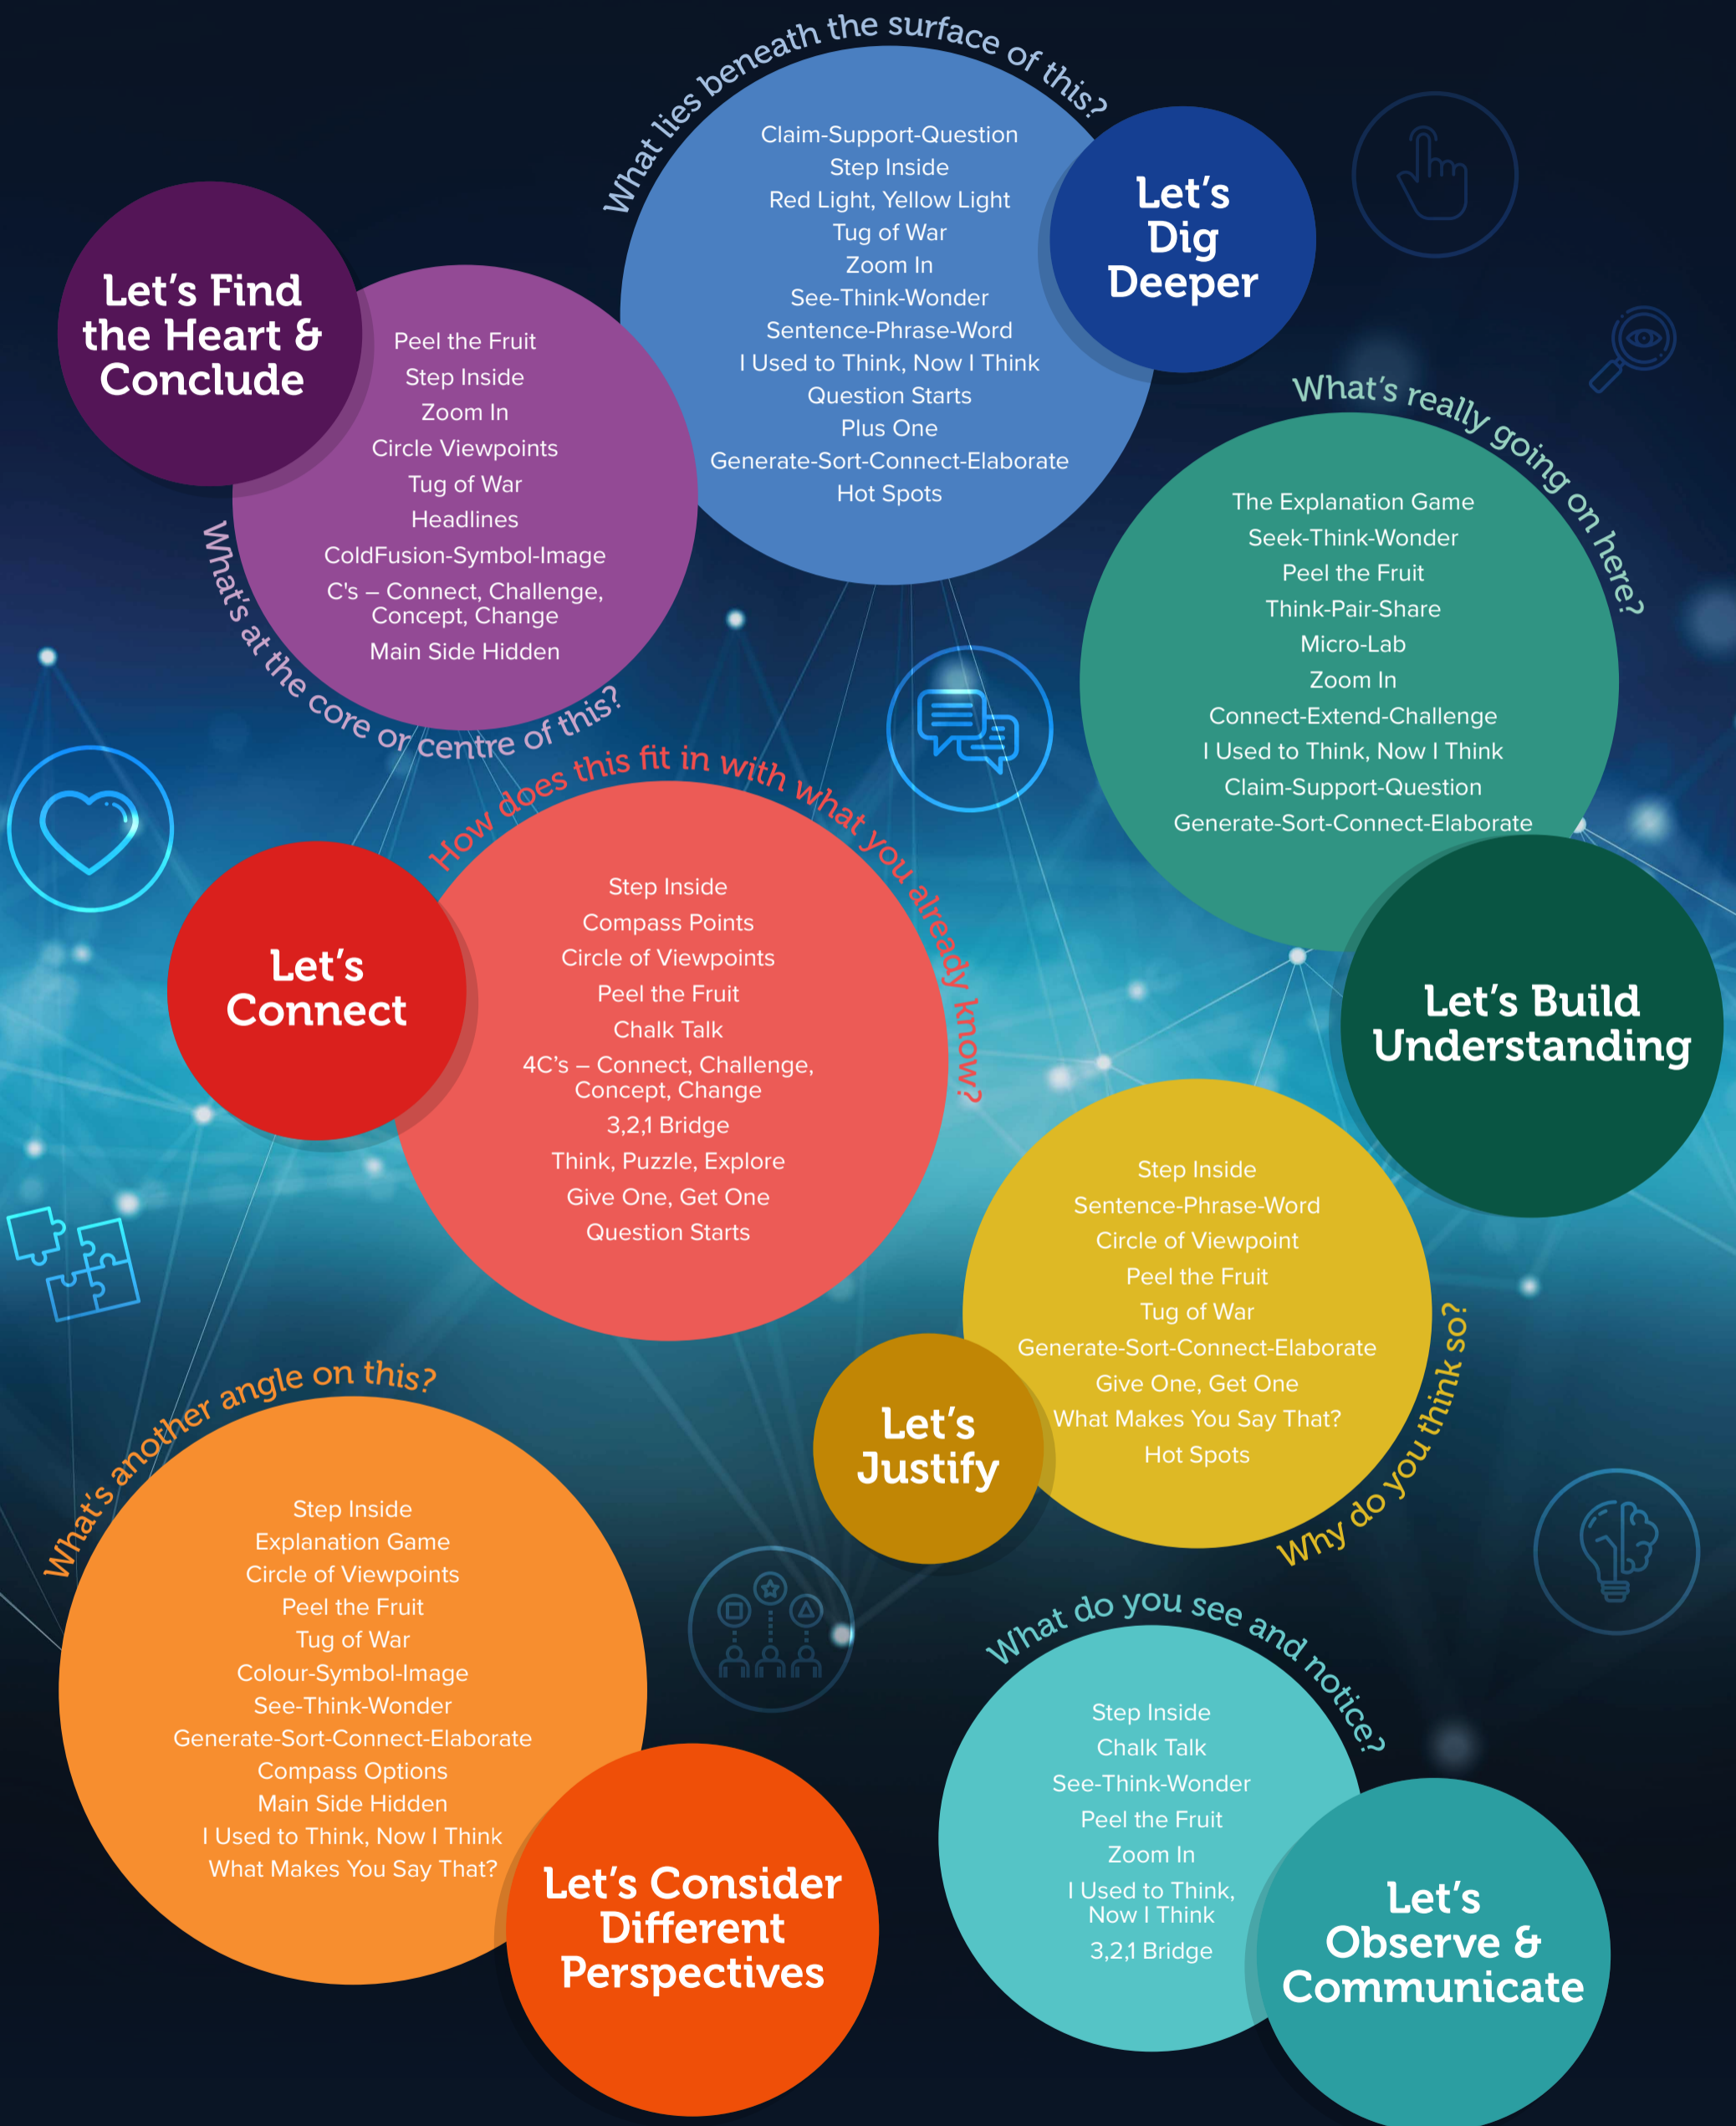 What lies beneath the surface of this?
Claim-Support-Question
Step Inside
Red Light, Yellow Light
Tug of War
Zoom In
See-Think-Wonder
Sentence-Phrase-Word
I Used to Think, Now I Think
Question Starts
Plus One
Generate-Sort-Connect-Elaborate
Hot Spots
Let's
Dig
Deeper
Let's Find
the Heart &
Conclude
Peel the Fruit
Step Inside
Zoom In
Circle Viewpoints
Tug of War
Headlines
ColdFusion-Symbol-Image
C's – Connect, Challenge,
Concept, Change
Main Side Hidden
What's at the core or centre of this?
What's really going on here?
The Explanation Game
Seek-Think-Wonder
Peel the Fruit
Think-Pair-Share
Micro-Lab
Zoom In
Connect-Extend-Challenge
I Used to Think, Now I Think
Claim-Support-Question
Generate-Sort-Connect-Elaborate
Let's Build
Understanding
How does this fit in with what you already know?
Let's
Connect
Step Inside
Compass Points
Circle of Viewpoints
Peel the Fruit
Chalk Talk
4C's – Connect, Challenge,
Concept, Change
3,2,1 Bridge
Think, Puzzle, Explore
Give One, Get One
Question Starts
Step Inside
Sentence-Phrase-Word
Circle of Viewpoint
Peel the Fruit
Tug of War
Generate-Sort-Connect-Elaborate
Give One, Get One
What Makes You Say That?
Hot Spots
Let's
Justify
Why do you think so?
What's another angle on this?
Step Inside
Explanation Game
Circle of Viewpoints
Peel the Fruit
Tug of War
Colour-Symbol-Image
See-Think-Wonder
Generate-Sort-Connect-Elaborate
Compass Options
Main Side Hidden
I Used to Think, Now I Think
What Makes You Say That?
Let's Consider
Different
Perspectives
What do you see and notice?
Step Inside
Chalk Talk
See-Think-Wonder
Peel the Fruit
Zoom In
I Used to Think,
Now I Think
3,2,1 Bridge
Let's
Observe &
Communicate